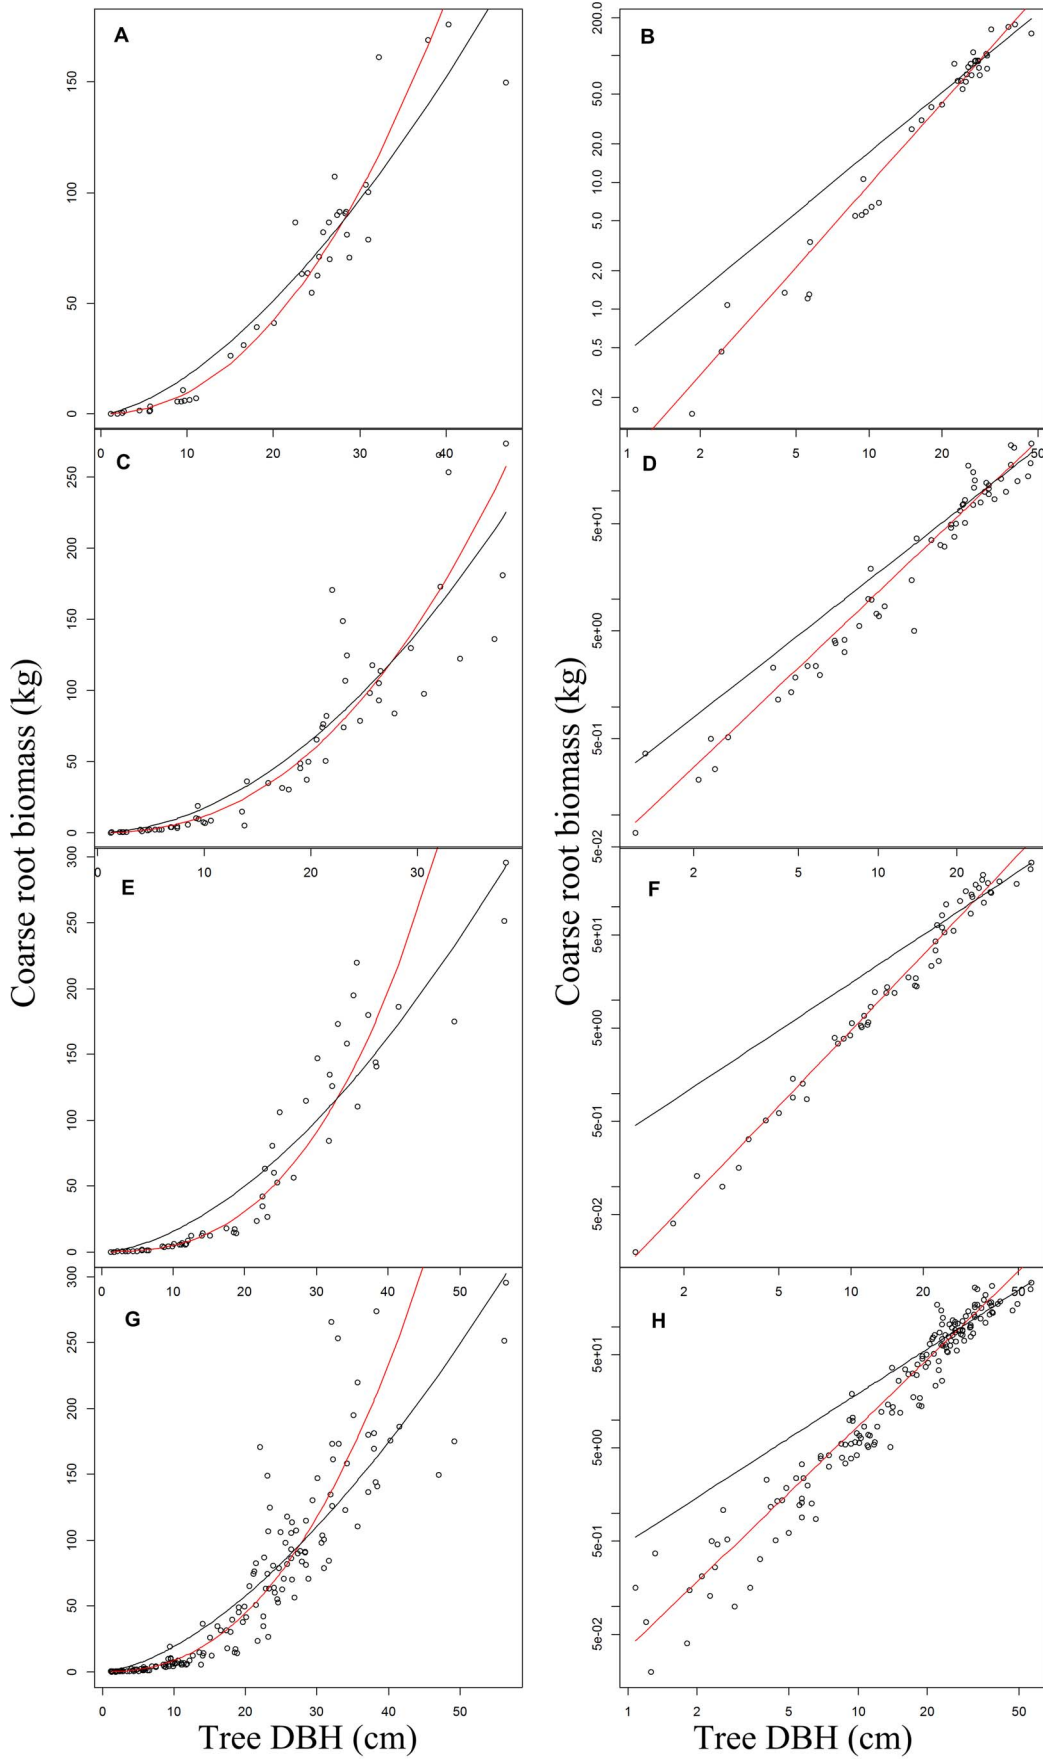 A
B
150
100
50
0
200.0
50.0
20.0
10.0
5.0
2.0
1.0
0.5
0.2
0 10 20 30 40
1 2 5 10 20 50
C
D
250
200
150
100
50
0
5e+01
5e+00
5e-01
5e-02
10 20 30
2 5 10 20
Coarse root biomass (kg)
Coarse root biomass (kg)
E
F
300
250
200
150
100
50
0
5e+01
5e+00
5e-01
5e-02
0 10 20 30 40 50
2 5 10 20 50
G
H
300
250
200
150
100
50
0
5e+01
5e+00
5e-01
5e-02
0 10 20 30 40 50
1 2 5 10 20 50
Tree DBH (cm)
Tree DBH (cm)